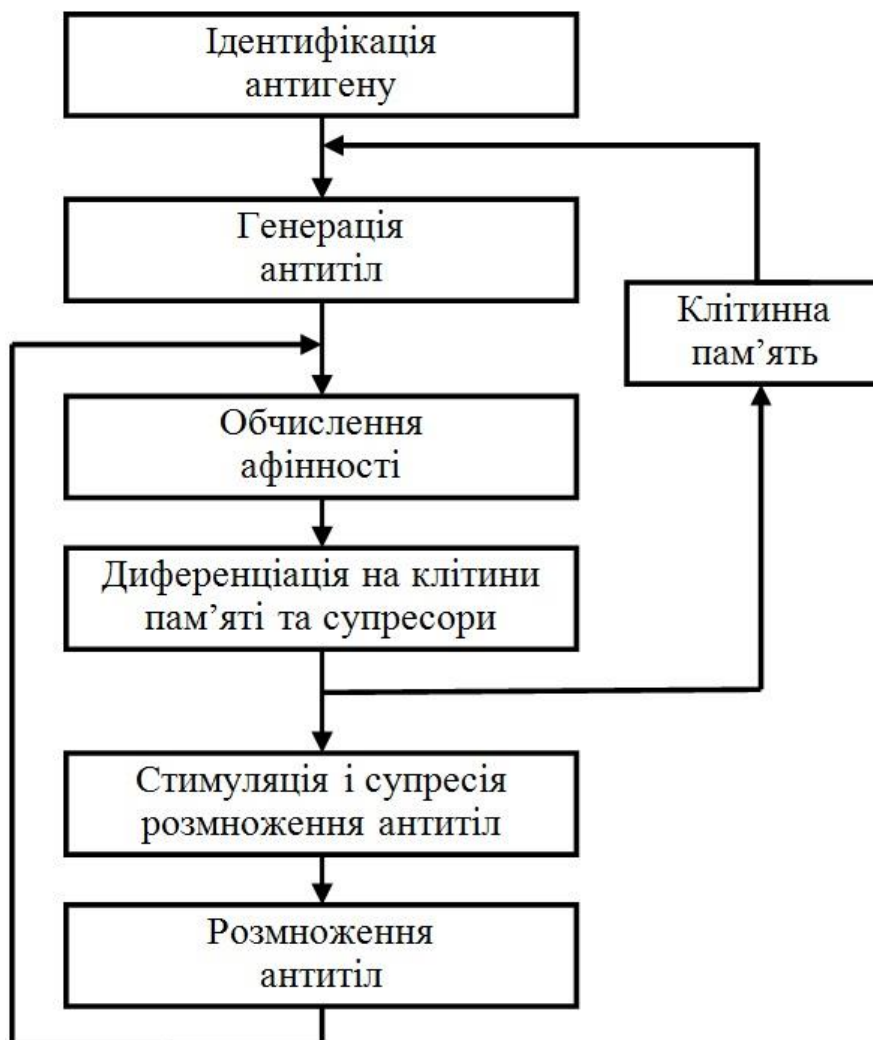 Ідентифікація
антигену
Генерація
антитіл
Клітинна
пам’ять
Обчислення
афінності
Диференціація на клітини
пам’яті та супресори
Стимуляція і супресія
розмноження антитіл
Розмноження
антитіл